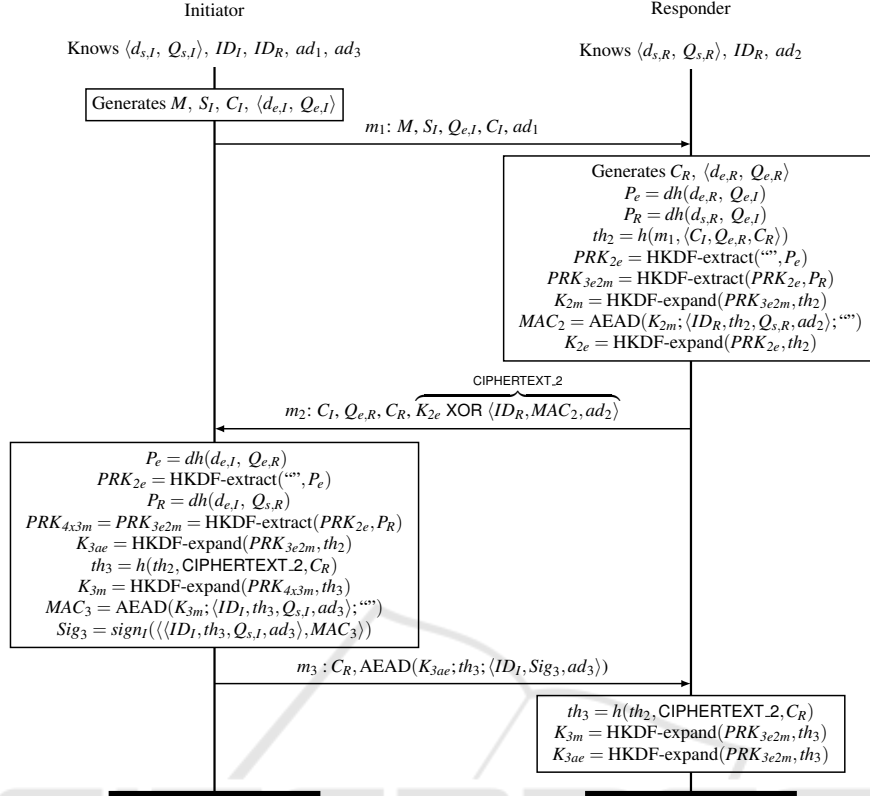 Initiator
Responder
Knows ⟨d_{s,I}, Q_{s,I}⟩, ID_I, ID_R, ad_1, ad_3
Knows ⟨d_{s,R}, Q_{s,R}⟩, ID_R, ad_2
Generates M, S_I, C_I, ⟨d_{e,I}, Q_{e,I}⟩
m_1: M, S_I, Q_{e,I}, C_I, ad_1
Generates C_R, ⟨d_{e,R}, Q_{e,R}⟩
P_e = dh(d_{e,R}, Q_{e,I})
P_R = dh(d_{s,R}, Q_{e,I})
th_2 = h(m_1, ⟨C_I, Q_{e,R}, C_R⟩)
PRK_{2e} = HKDF-extract(“”, P_e)
PRK_{3e2m} = HKDF-extract(PRK_{2e}, P_R)
K_{2m} = HKDF-expand(PRK_{3e2m}, th_2)
MAC_2 = AEAD(K_{2m}; ⟨ID_R, th_2, Q_{s,R}, ad_2⟩; “”)
K_{2e} = HKDF-expand(PRK_{2e}, th_2)
CIPHERTEXT_2
m_2: C_I, Q_{e,R}, C_R, K_{2e} XOR ⟨ID_R, MAC_2, ad_2⟩
P_e = dh(d_{e,I}, Q_{e,R})
PRK_{2e} = HKDF-extract(“”, P_e)
P_R = dh(d_{e,I}, Q_{s,R})
PRK_{4x3m} = PRK_{3e2m} = HKDF-extract(PRK_{2e}, P_R)
K_{3ae} = HKDF-expand(PRK_{3e2m}, th_2)
th_3 = h(th_2, CIPHERTEXT_2, C_R)
K_{3m} = HKDF-expand(PRK_{4x3m}, th_3)
MAC_3 = AEAD(K_{3m}; ⟨ID_I, th_3, Q_{s,I}, ad_3⟩; “”)
Sig_3 = sign_I(⟨⟨ID_I, th_3, Q_{s,I}, ad_3⟩, MAC_3⟩)
m_3 : C_R, AEAD(K_{3ae}; th_3; ⟨ID_I, Sig_3, ad_3⟩)
th_3 = h(th_2, CIPHERTEXT_2, C_R)
K_{3m} = HKDF-expand(PRK_{3e2m}, th_3)
K_{3ae} = HKDF-expand(PRK_{3e2m}, th_3)